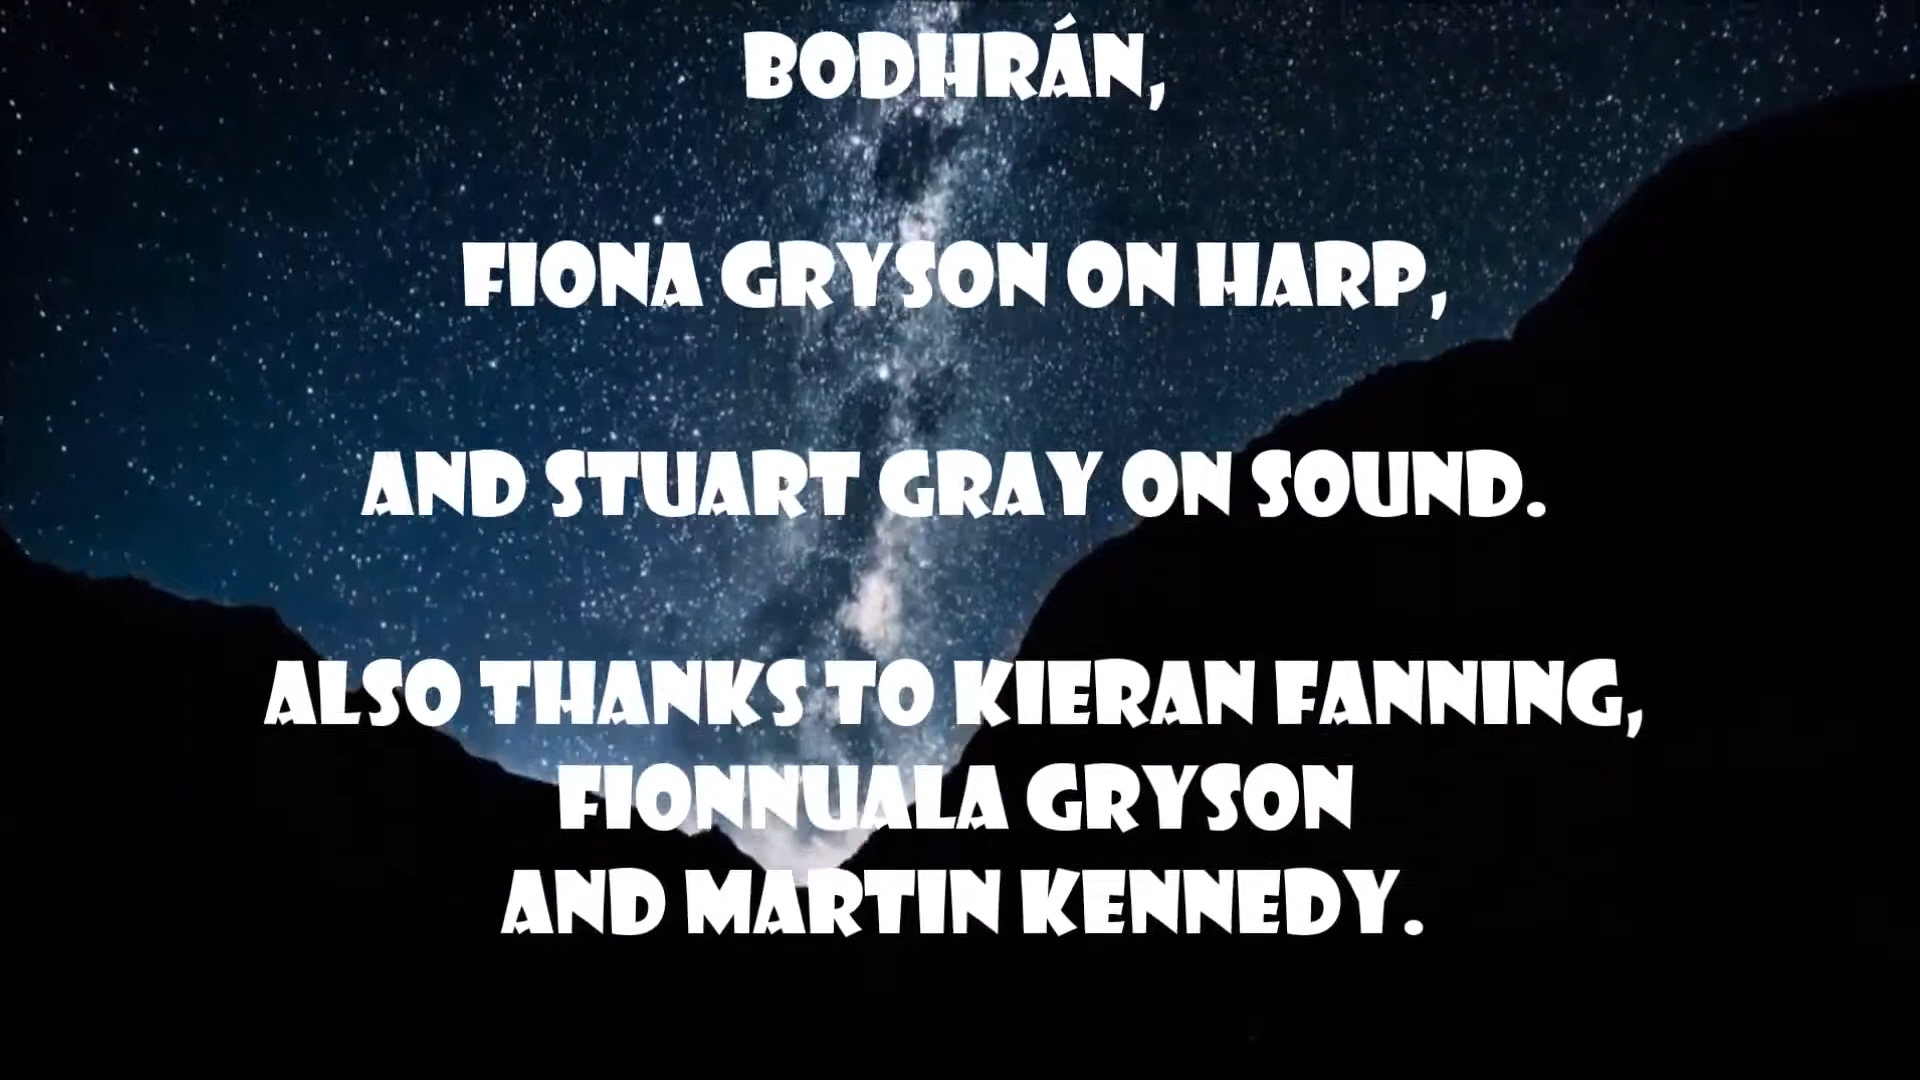 BODHRÁN,
FIONA GRYSON ON HARP,
AND STUART GRAY ON SOUND.
ALSO THANKS TO KIERAN FANNING,
FIONNUALA GRYSON
AND MARTIN KENNEDY.